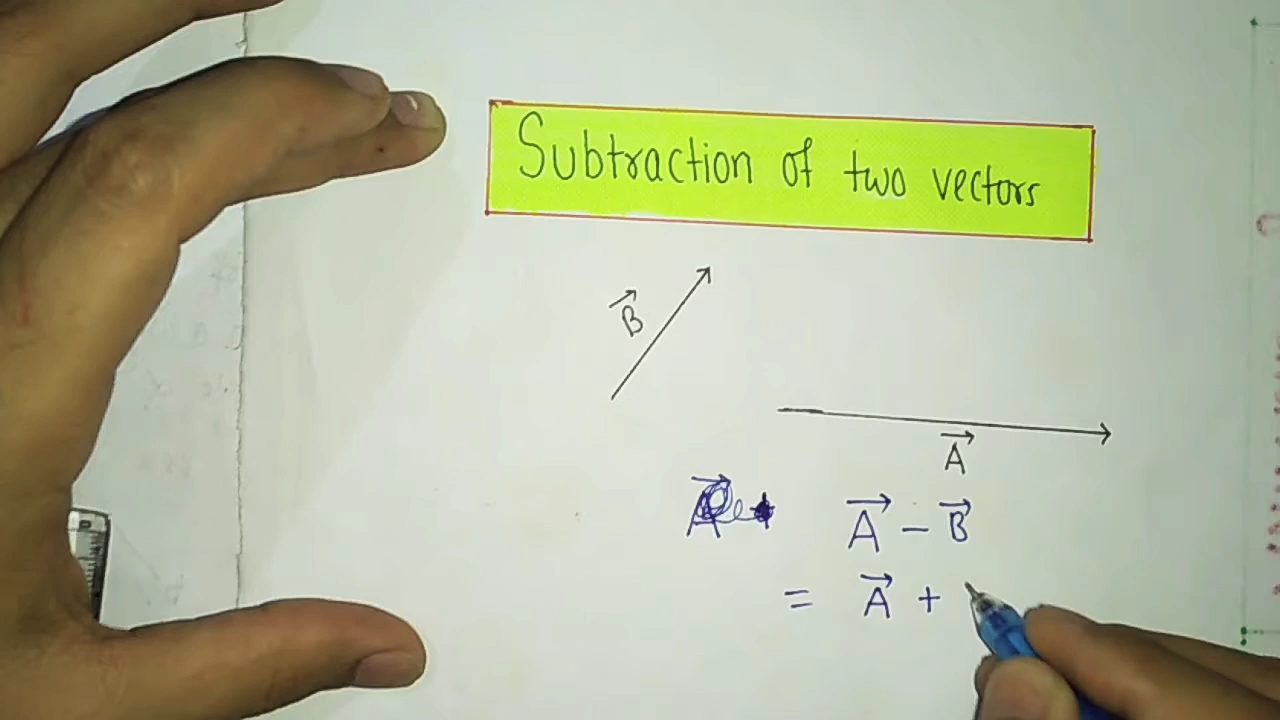 Subtraction of two vectors
B⃗
A⃗
A⃗ − B⃗
= A⃗ +